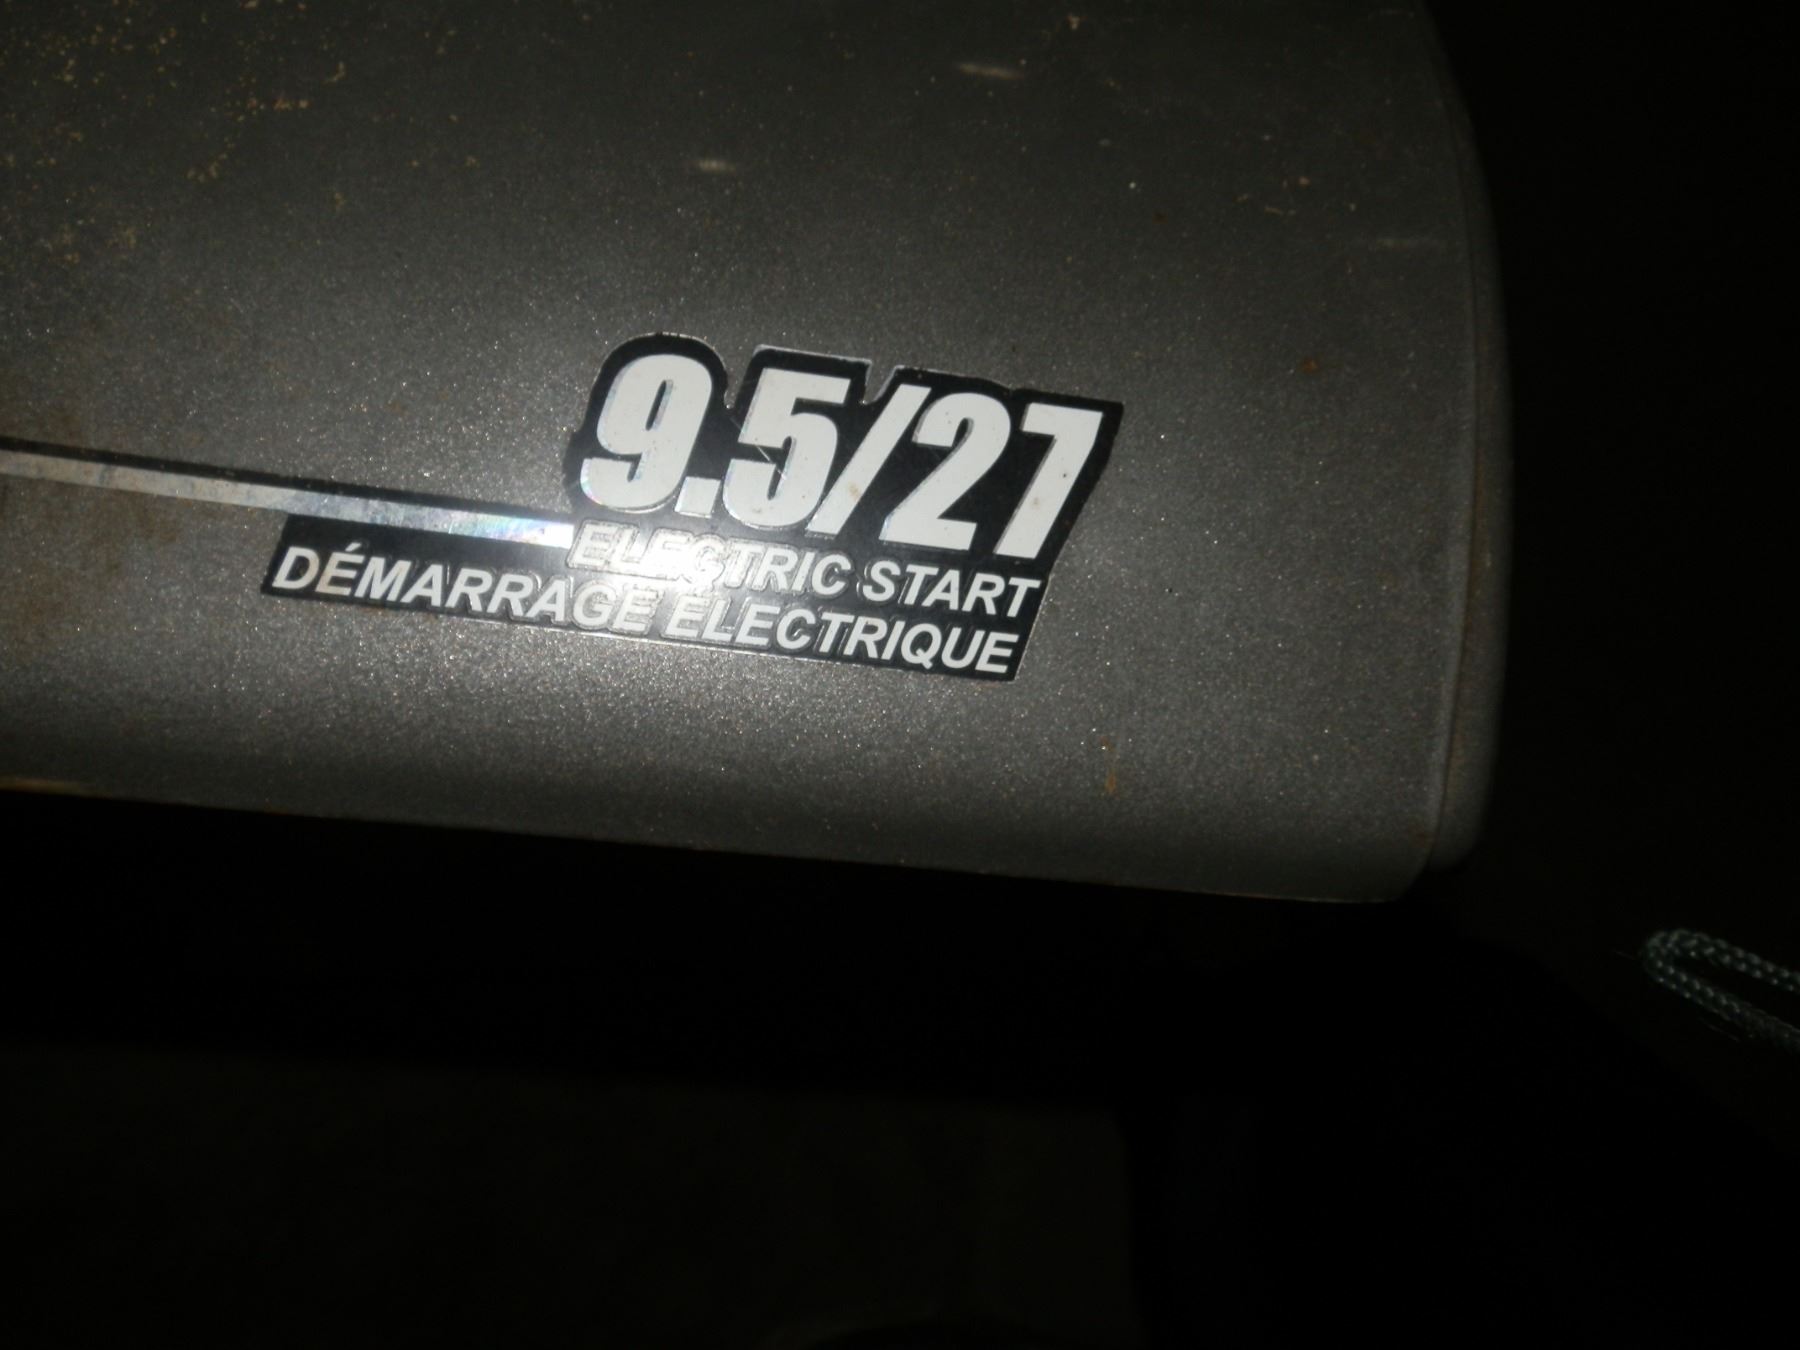 9.5/27
ELECTRIC START
DÉMARRAGE ÉLECTRIQUE